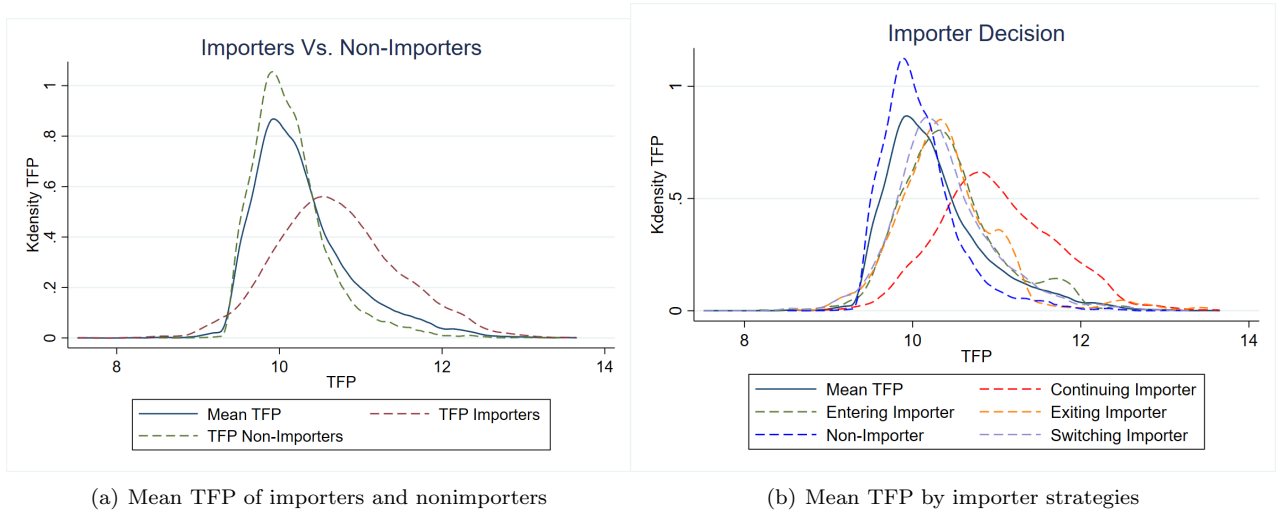 Importers Vs. Non-Importers
Kdensity TFP
1
.8
.6
.4
.2
0
8 10 12 14
TFP
Mean TFP TFP Importers
TFP Non-Importers
(a) Mean TFP of importers and nonimporters
Importer Decision
Kdensity TFP
1
.5
0
8 10 12 14
TFP
Mean TFP Continuing Importer
Entering Importer Exiting Importer
Non-Importer Switching Importer
(b) Mean TFP by importer strategies